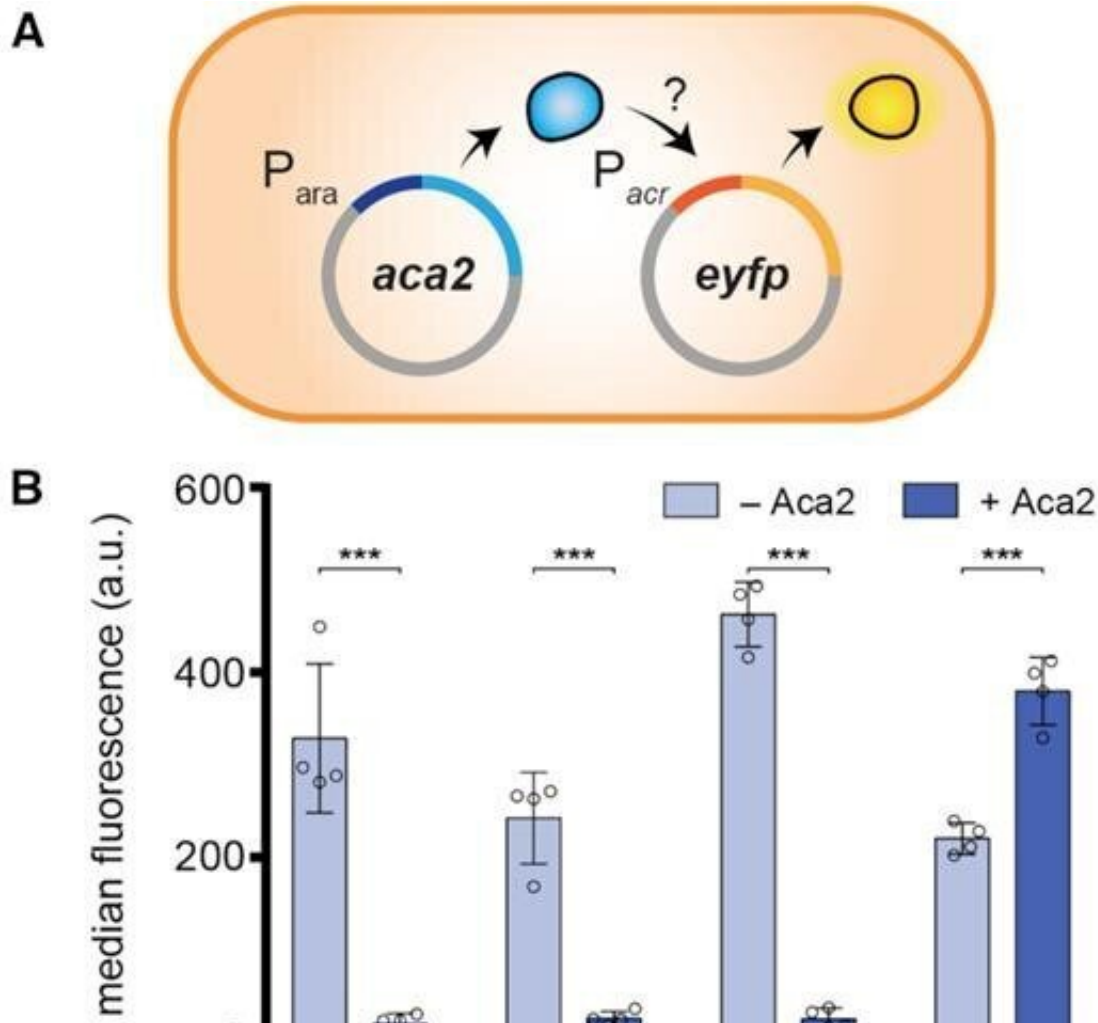 A
?
P ara
P acr
aca2
eyfp
B
– Aca2
+ Aca2
median fluorescence (a.u.)
600
400
200
***
***
***
***